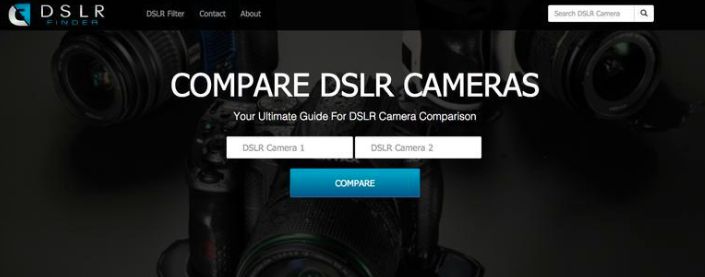 DSLR
FINDER
DSLR Filter Contact About
Search DSLR Camera
COMPARE DSLR CAMERAS
Your Ultimate Guide For DSLR Camera Comparison
DSLR Camera 1 DSLR Camera 2
COMPARE